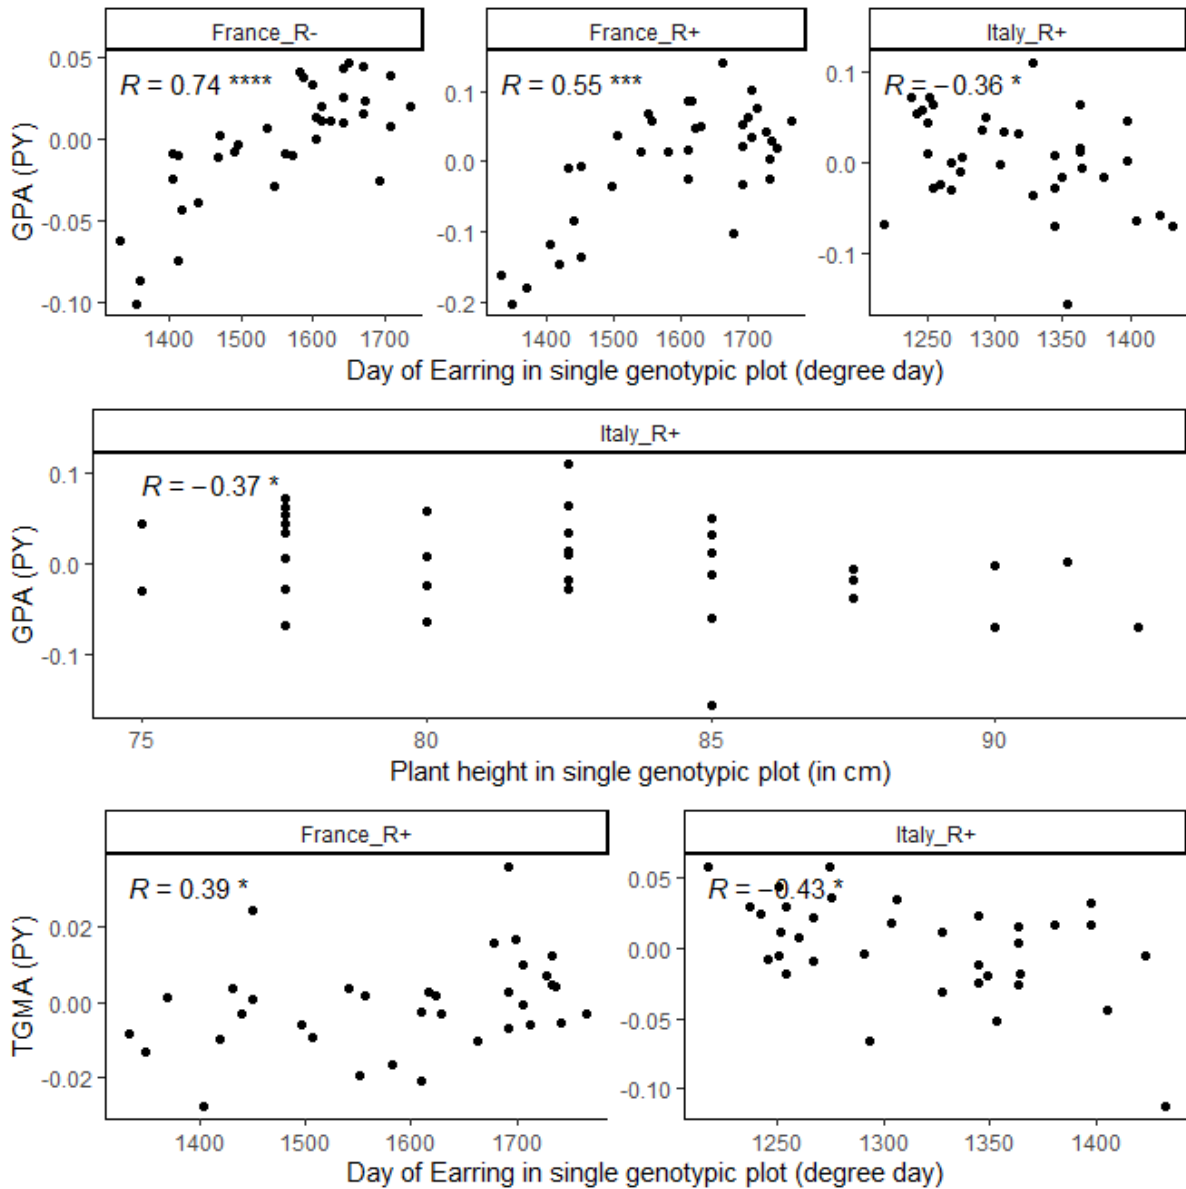 France_R- France_R+ Italy_R+
R = 0.74 **** R = 0.55 *** R = −0.36 *
GPA (PY)
0.05
0.00
-0.05
-0.10
0.1
0.0
-0.1
-0.2
0.1
0.0
-0.1
1400 1500 1600 1700 1400 1500 1600 1700 1250 1300 1350 1400
Day of Earring in single genotypic plot (degree day)
Italy_R+
R = −0.37 *
GPA (PY)
0.1
0.0
-0.1
75 80 85 90
Plant height in single genotypic plot (in cm)
France_R+ Italy_R+
R = 0.39 * R = −0.43 *
TGMA (PY)
0.02
0.00
-0.02
0.05
0.00
-0.05
-0.10
1400 1500 1600 1700 1250 1300 1350 1400
Day of Earring in single genotypic plot (degree day)